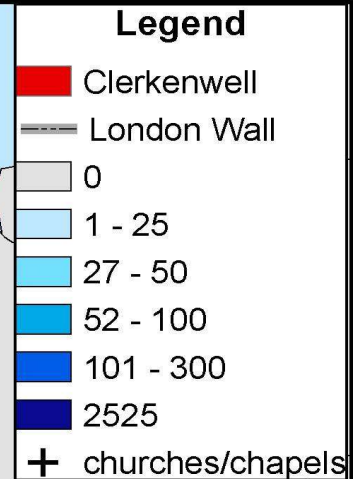 Legend
Clerkenwell
London Wall
0
1 - 25
27 - 50
52 - 100
101 - 300
2525
churches/chapels